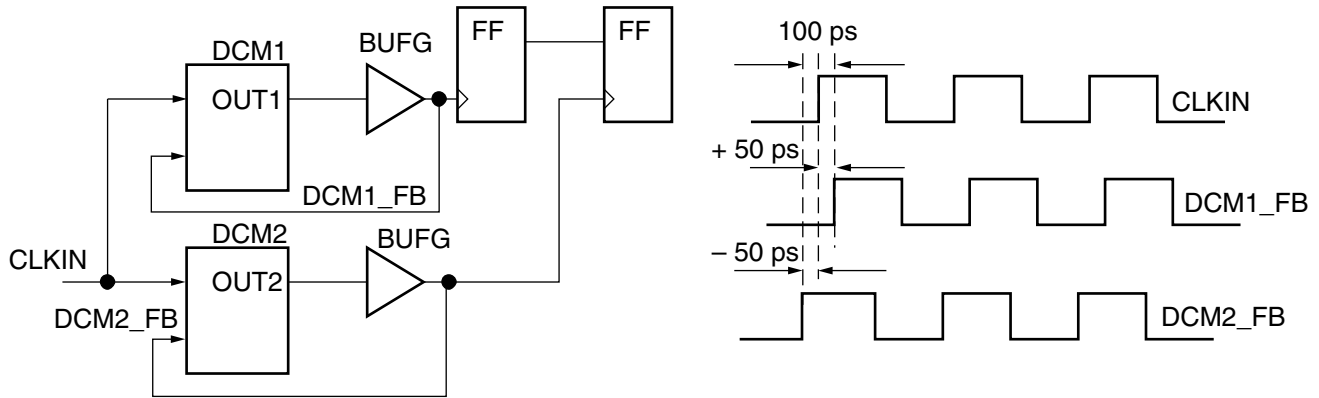 DCM1
OUT1
BUFG
FF
FF
DCM1_FB
DCM2
OUT2
BUFG
CLKIN
DCM2_FB
100 ps
CLKIN
+ 50 ps
DCM1_FB
– 50 ps
DCM2_FB